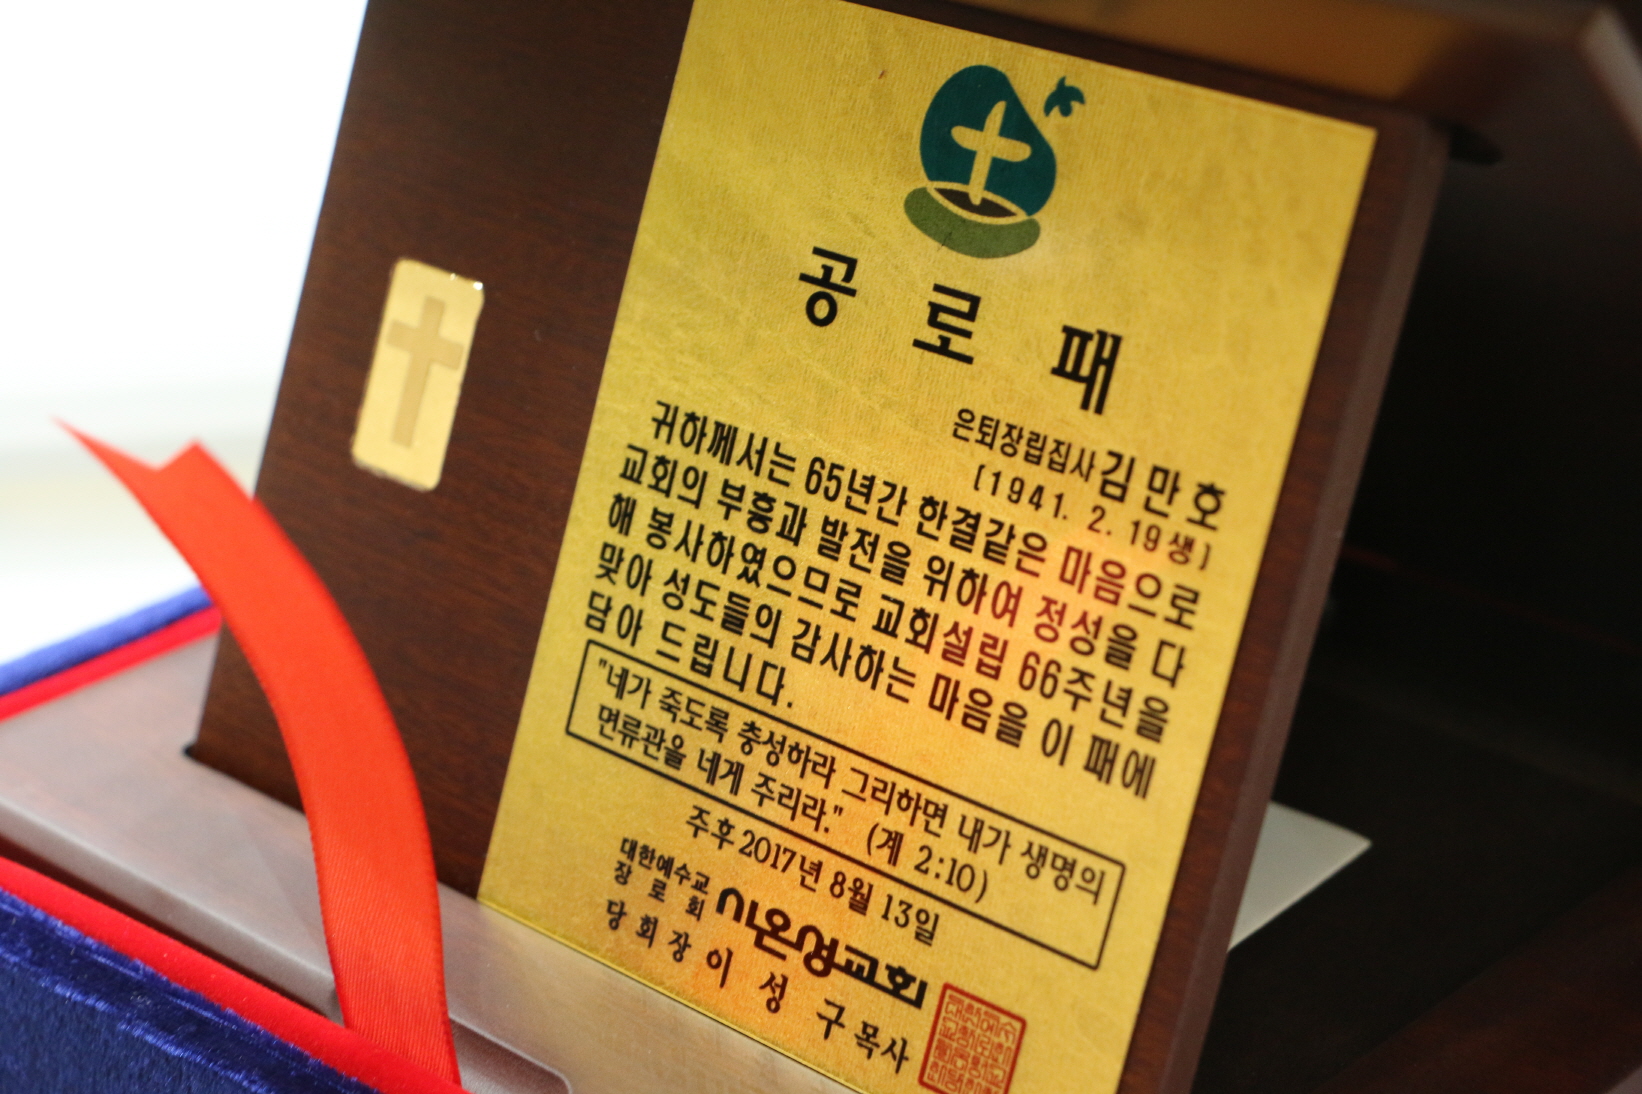 공로패
은퇴장립집사 김만호
[1941. 2. 19생]
귀하께서는 65년간 한결같은 마음으로
교회의 부흥과 발전을 위하여 정성을 다
해 봉사하였으므로 교회설립 66주년을
맞아 성도들의 감사하는 마음을 이 패에
담아 드립니다.
"네가 죽도록 충성하라 그리하면 내가 생명의
면류관을 네게 주리라." (계 2:10)
주후 2017년 8월 13일
대한예수교
장로회 시온성교회
당회장 이성구 목사